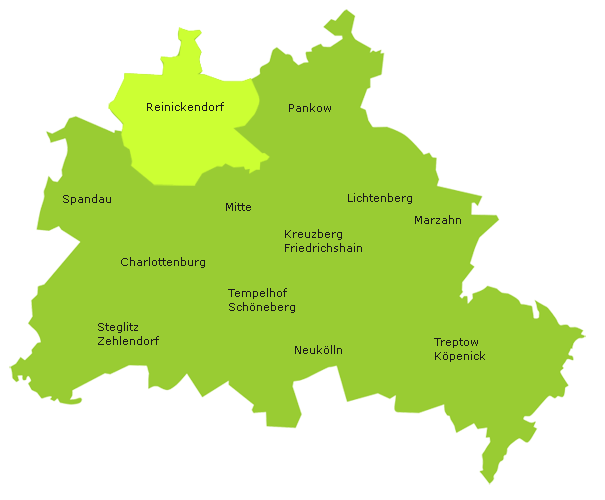 Reinickendorf
Pankow
Spandau
Mitte
Lichtenberg
Marzahn
Kreuzberg
Friedrichshain
Charlottenburg
Tempelhof
Schöneberg
Steglitz
Zehlendorf
Neukölln
Treptow
Köpenick